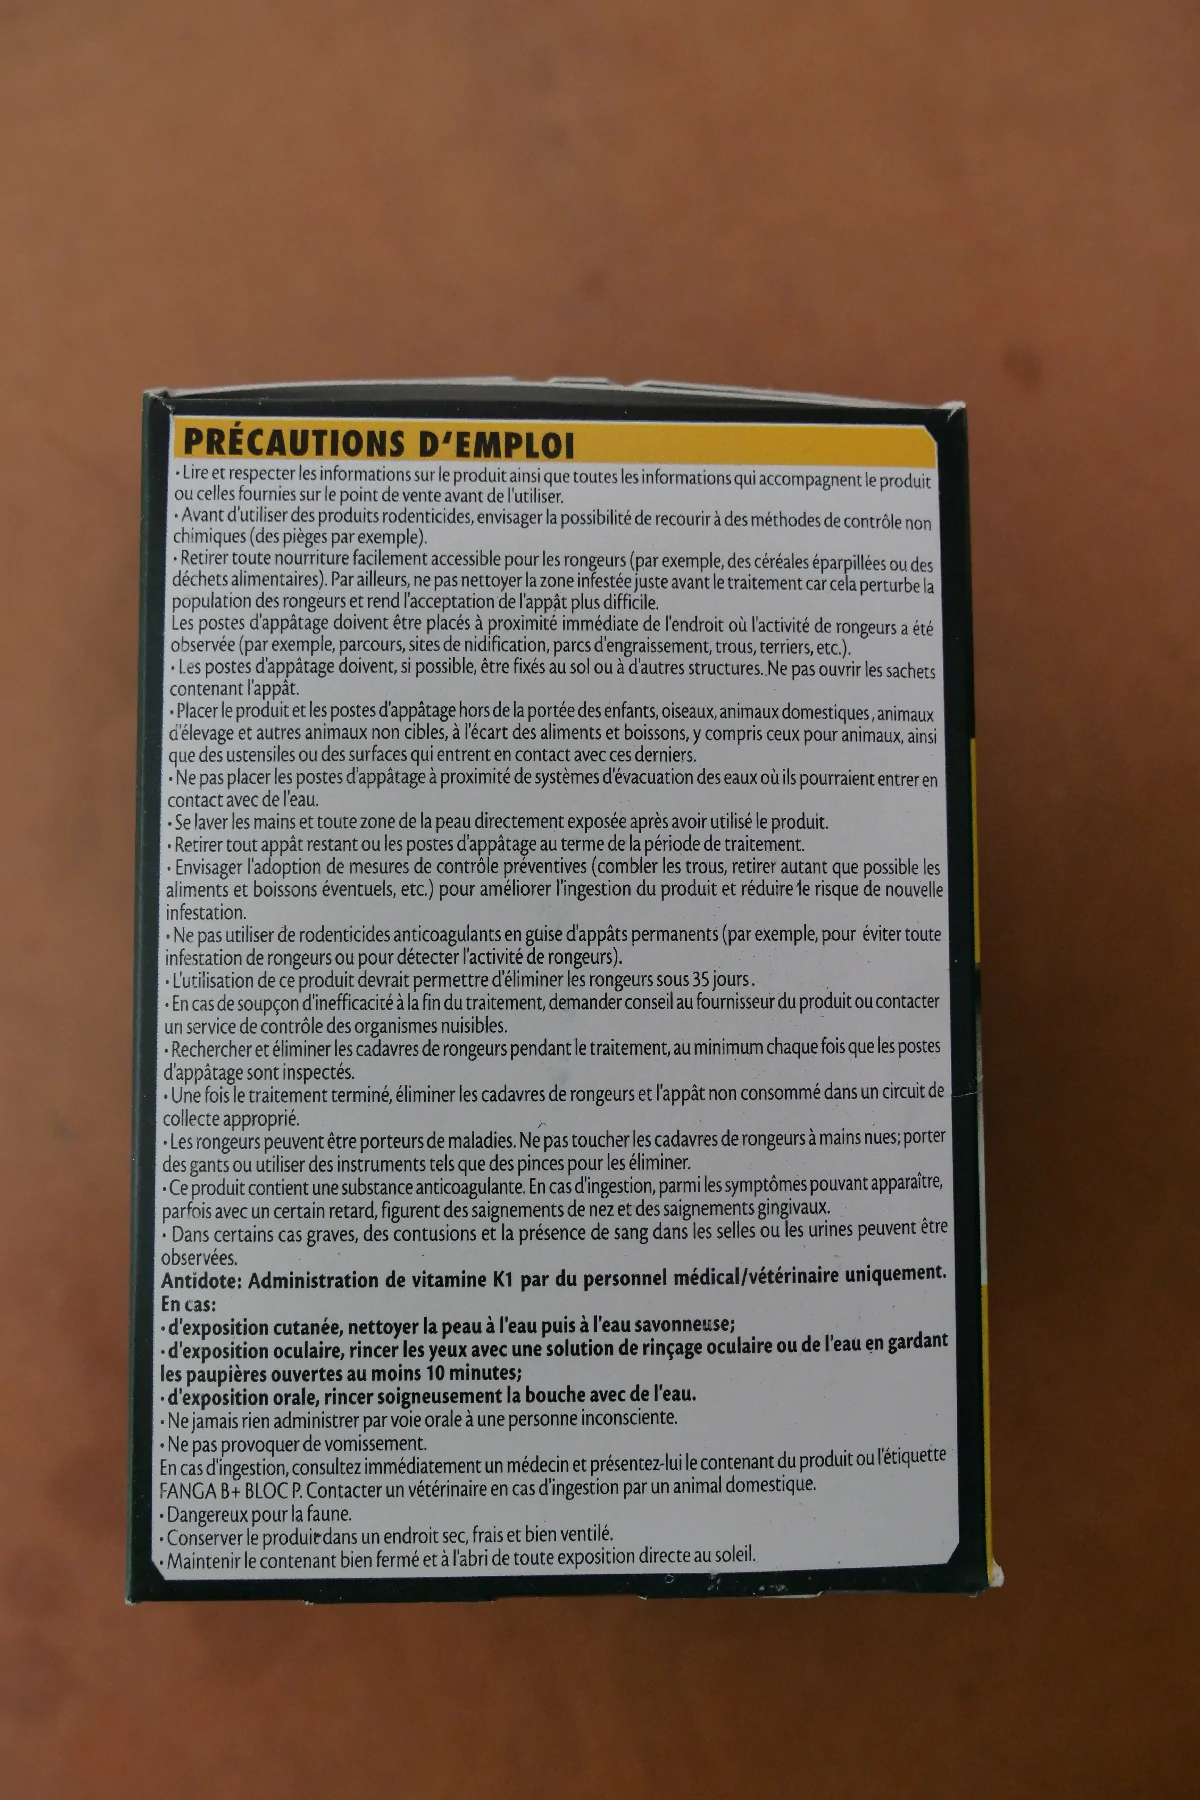 PRÉCAUTIONS D'EMPLOI
• Lire et respecter les informations sur le produit ainsi que toutes les informations qui accompagnent le produit
ou celles fournies sur le point de vente avant de l'utiliser.
• Avant d'utiliser des produits rodenticides, envisager la possibilité de recourir à des méthodes de contrôle non
chimiques (des pièges par exemple).
• Retirer toute nourriture facilement accessible pour les rongeurs (par exemple, des céréales éparpillées ou des
déchets alimentaires). Par ailleurs, ne pas nettoyer la zone infestée juste avant le traitement car cela perturbe la
population des rongeurs et rend l'acceptation de l'appât plus difficile.
Les postes d'appâtage doivent être placés à proximité immédiate de l'endroit où l'activité de rongeurs a été
observée (par exemple, parcours, sites de nidification, parcs d'engraissement, trous, terriers, etc.).
• Les postes d'appâtage doivent, si possible, être fixés au sol ou à d'autres structures. Ne pas ouvrir les sachets
contenant l'appât.
• Placer le produit et les postes d'appâtage hors de la portée des enfants, oiseaux, animaux domestiques, animaux
d'élevage et autres animaux non cibles, à l'écart des aliments et boissons, y compris ceux pour animaux, ainsi
que des ustensiles ou des surfaces qui entrent en contact avec ces derniers.
• Ne pas placer les postes d'appâtage à proximité de systèmes d'évacuation des eaux où ils pourraient entrer en
contact avec de l'eau.
• Se laver les mains et toute zone de la peau directement exposée après avoir utilisé le produit.
• Retirer tout appât restant ou les postes d'appâtage au terme de la période de traitement.
• Envisager l'adoption de mesures de contrôle préventives (combler les trous, retirer autant que possible les
aliments et boissons éventuels, etc.) pour améliorer l'ingestion du produit et réduire le risque de nouvelle
infestation.
• Ne pas utiliser de rodenticides anticoagulants en guise d'appâts permanents (par exemple, pour éviter toute
infestation de rongeurs ou pour détecter l'activité de rongeurs).
• L'utilisation de ce produit devrait permettre d'éliminer les rongeurs sous 35 jours.
• En cas de soupçon d'inefficacité à la fin du traitement, demander conseil au fournisseur du produit ou contacter
un service de contrôle des organismes nuisibles.
• Rechercher et éliminer les cadavres de rongeurs pendant le traitement, au minimum chaque fois que les postes
d'appâtage sont inspectés.
• Une fois le traitement terminé, éliminer les cadavres de rongeurs et l'appât non consommé dans un circuit de
collecte approprié.
• Les rongeurs peuvent être porteurs de maladies. Ne pas toucher les cadavres de rongeurs à mains nues; porter
des gants ou utiliser des instruments tels que des pinces pour les éliminer.
• Ce produit contient une substance anticoagulante. En cas d'ingestion, parmi les symptômes pouvant apparaître,
parfois avec un certain retard, figurent des saignements de nez et des saignements gingivaux.
• Dans certains cas graves, des contusions et la présence de sang dans les selles ou les urines peuvent être
observées.
Antidote: Administration de vitamine K1 par du personnel médical/vétérinaire uniquement.
En cas:
• d'exposition cutanée, nettoyer la peau à l'eau puis à l'eau savonneuse;
• d'exposition oculaire, rincer les yeux avec une solution de rinçage oculaire ou de l'eau en gardant
les paupières ouvertes au moins 10 minutes;
• d'exposition orale, rincer soigneusement la bouche avec de l'eau.
• Ne jamais rien administrer par voie orale à une personne inconsciente.
• Ne pas provoquer de vomissement.
En cas d'ingestion, consultez immédiatement un médecin et présentez-lui le contenant du produit ou l'étiquette
FANGA B+ BLOC P. Contacter un vétérinaire en cas d'ingestion par un animal domestique.
• Dangereux pour la faune.
• Conserver le produit dans un endroit sec, frais et bien ventilé.
• Maintenir le contenant bien fermé et à l'abri de toute exposition directe au soleil.